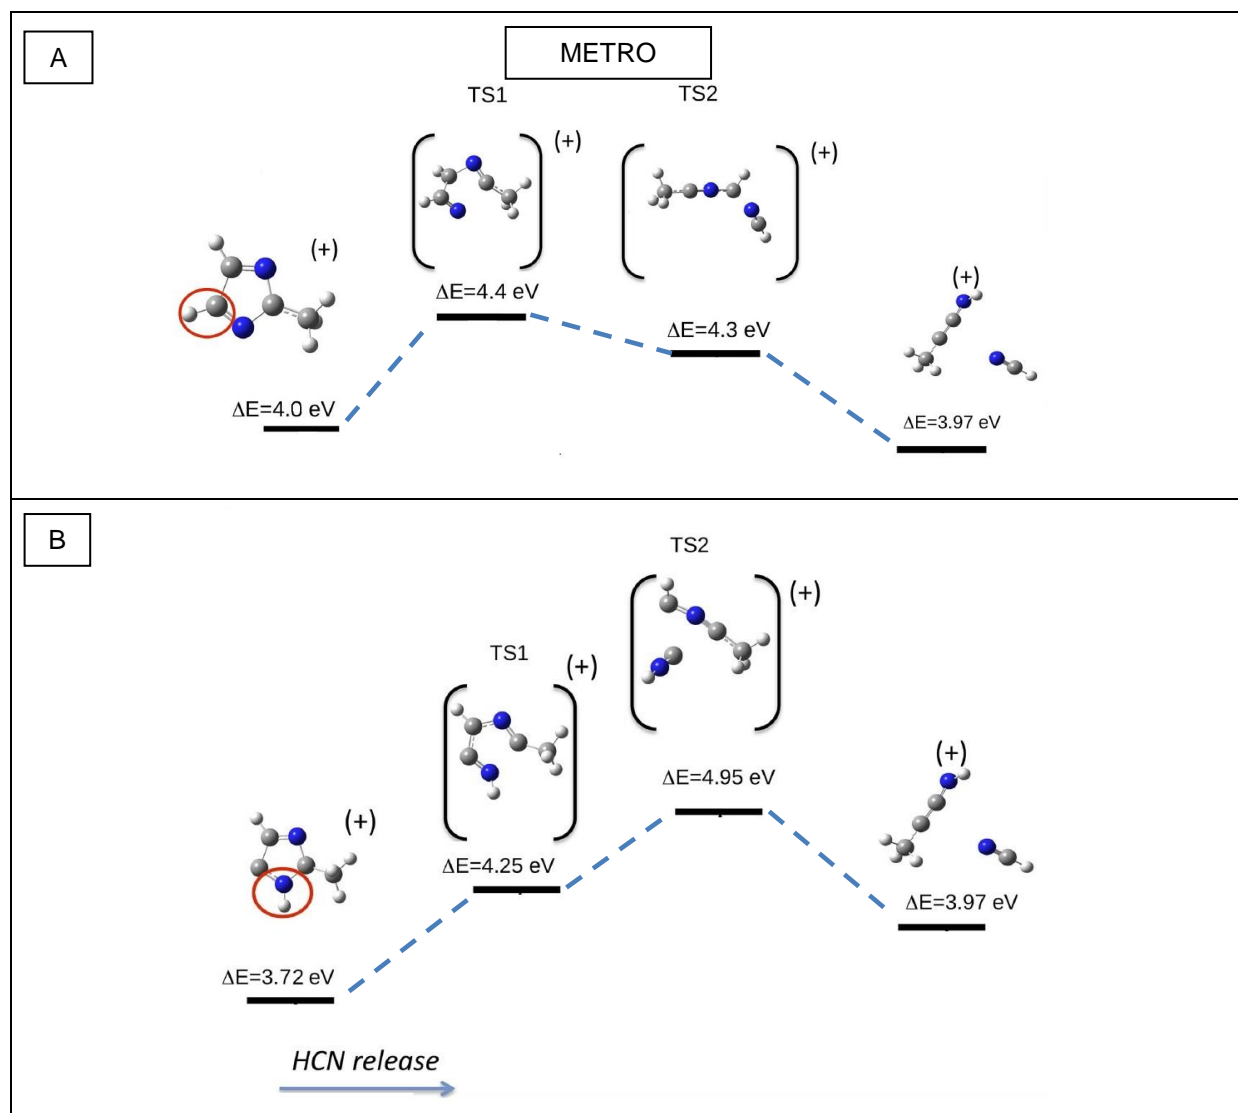 A
METRO
TS1
TS2
(+)
(+)
(+)
(+)
ΔE=4.4 eV
ΔE=4.3 eV
ΔE=4.0 eV
ΔE=3.97 eV
B
TS2
(+)
TS1
(+)
(+)
(+)
ΔE=4.95 eV
ΔE=4.25 eV
ΔE=3.97 eV
ΔE=3.72 eV
HCN release